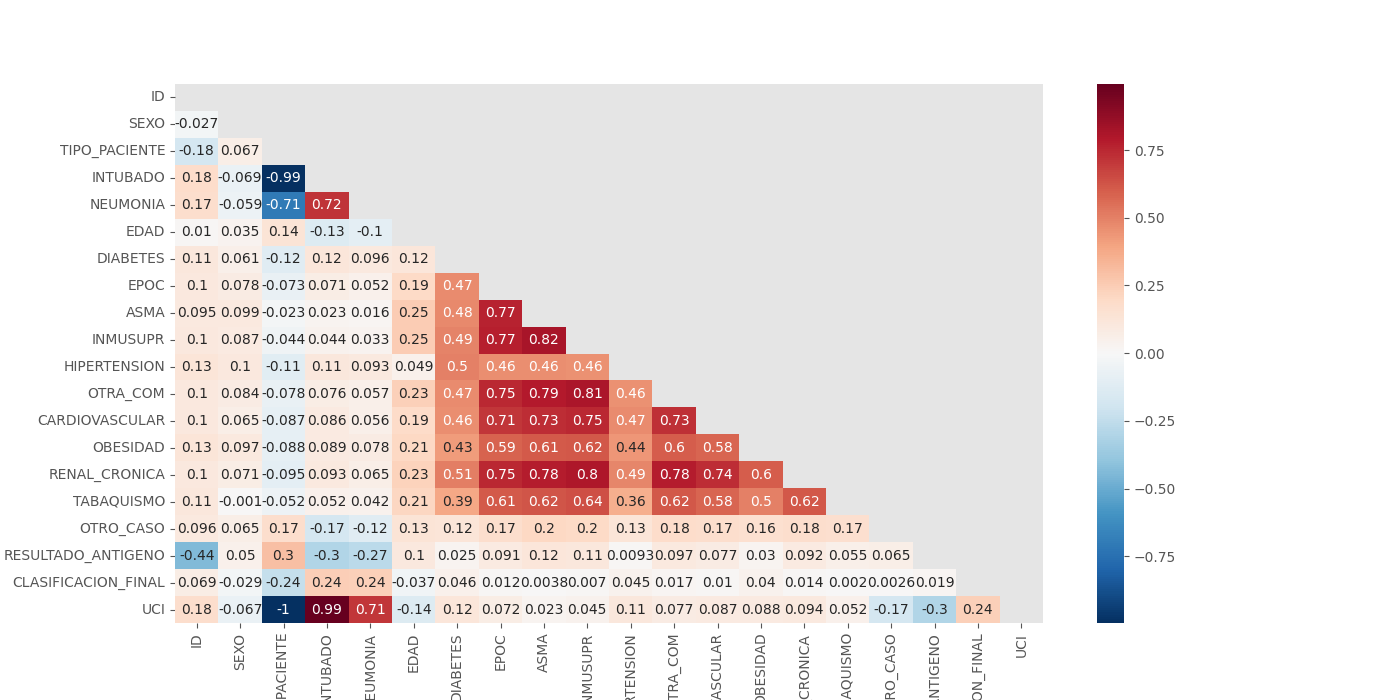 ID
SEXO -0.027
TIPO_PACIENTE -0.18 0.067
INTUBADO 0.18 -0.069 -0.99
NEUMONIA 0.17 -0.059 -0.71 0.72
EDAD 0.01 0.035 0.14 -0.13 -0.1
DIABETES 0.11 0.061 -0.12 0.12 0.096 0.12
EPOC 0.1 0.078 -0.073 0.071 0.052 0.19 0.47
ASMA 0.095 0.099 -0.023 0.023 0.016 0.25 0.48 0.77
INMUSUPR 0.1 0.087 -0.044 0.044 0.033 0.25 0.49 0.77 0.82
HIPERTENSION 0.13 0.1 -0.11 0.11 0.093 0.049 0.5 0.46 0.46 0.46
OTRA_COM 0.1 0.084 -0.078 0.076 0.057 0.23 0.47 0.75 0.79 0.81 0.46
CARDIOVASCULAR 0.1 0.065 -0.087 0.086 0.056 0.19 0.46 0.71 0.73 0.75 0.47 0.73
OBESIDAD 0.13 0.097 -0.088 0.089 0.078 0.21 0.43 0.59 0.61 0.62 0.44 0.6 0.58
RENAL_CRONICA 0.1 0.071 -0.095 0.093 0.065 0.23 0.51 0.75 0.78 0.8 0.49 0.78 0.74 0.6
TABAQUISMO 0.11 -0.001 -0.052 0.052 0.042 0.21 0.39 0.61 0.62 0.64 0.36 0.62 0.58 0.5 0.62
OTRO_CASO 0.096 0.065 0.17 -0.17 -0.12 0.13 0.12 0.17 0.2 0.2 0.13 0.18 0.17 0.16 0.18 0.17
RESULTADO_ANTIGENO -0.44 0.05 0.3 -0.3 -0.27 0.1 0.025 0.091 0.12 0.11 0.0093 0.097 0.077 0.03 0.092 0.055 0.065
CLASIFICACION_FINAL 0.069 -0.029 -0.24 0.24 0.24 -0.037 0.046 0.012 0.0038 0.007 0.045 0.017 0.01 0.04 0.014 0.002 0.0026 0.019
UCI 0.18 -0.067 -1 0.99 0.71 -0.14 0.12 0.072 0.023 0.045 0.11 0.077 0.087 0.088 0.094 0.052 -0.17 -0.3 0.24
ID
SEXO
PACIENTE
NTUBADO
EUMONIA
EDAD
DIABETES
EPOC
ASMA
NMUSUPR
RTENSION
TRA_COM
ASCULAR
OBESIDAD
CRONICA
AQUISMO
RO_CASO
NTIGENO
ON_FINAL
UCI
0.75
0.50
0.25
0.00
−0.25
−0.50
−0.75